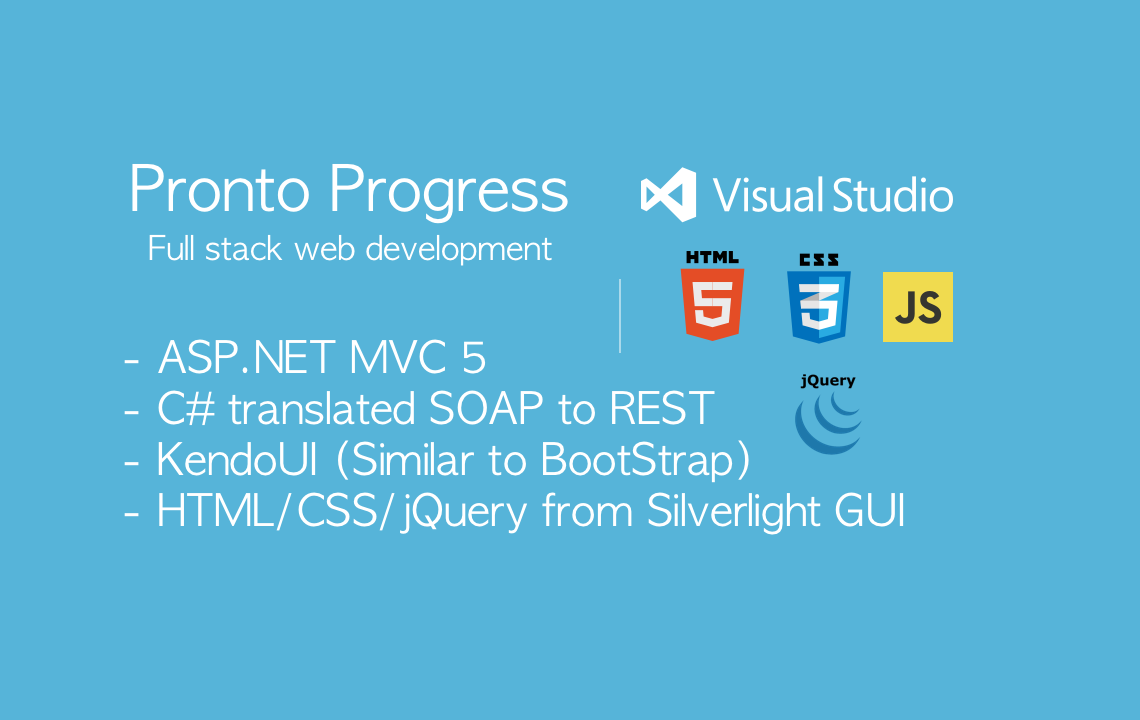 Pronto Progress
Full stack web development
Visual Studio
HTML
5
CSS
3
JS
jQuery
- ASP.NET MVC 5
- C# translated SOAP to REST
- KendoUI (Similar to BootStrap)
- HTML/CSS/jQuery from Silverlight GUI